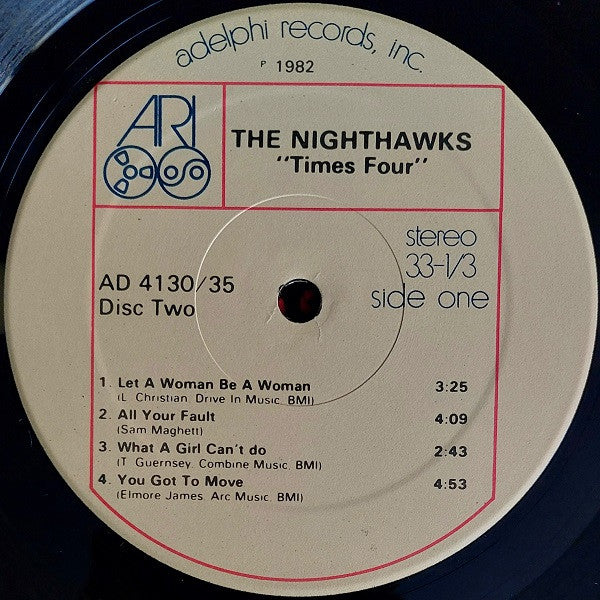 adelphi records, inc.
℗ 1982
ARI
THE NIGHTHAWKS
"Times Four"
stereo
33-1/3
side one
AD 4130/35
Disc Two
1. Let A Woman Be A Woman 3:25
(L. Christian, Drive In Music, BMI)
2. All Your Fault 4:09
(Sam Maghett)
3. What A Girl Can't do 2:43
(T. Guernsey, Combine Music, BMI)
4. You Got To Move 4:53
(Elmore James, Arc Music, BMI)